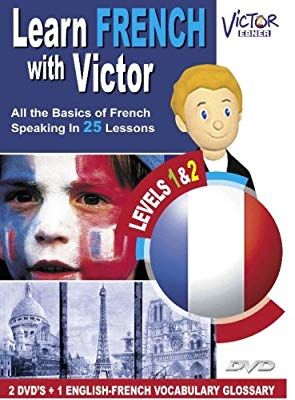 Learn FRENCH
with Victor
VICTOR
EBNER
All the Basics of French
Speaking In 25 Lessons
LEVELS 1&2
DVD
2 DVD'S + 1 ENGLISH-FRENCH VOCABULARY GLOSSARY